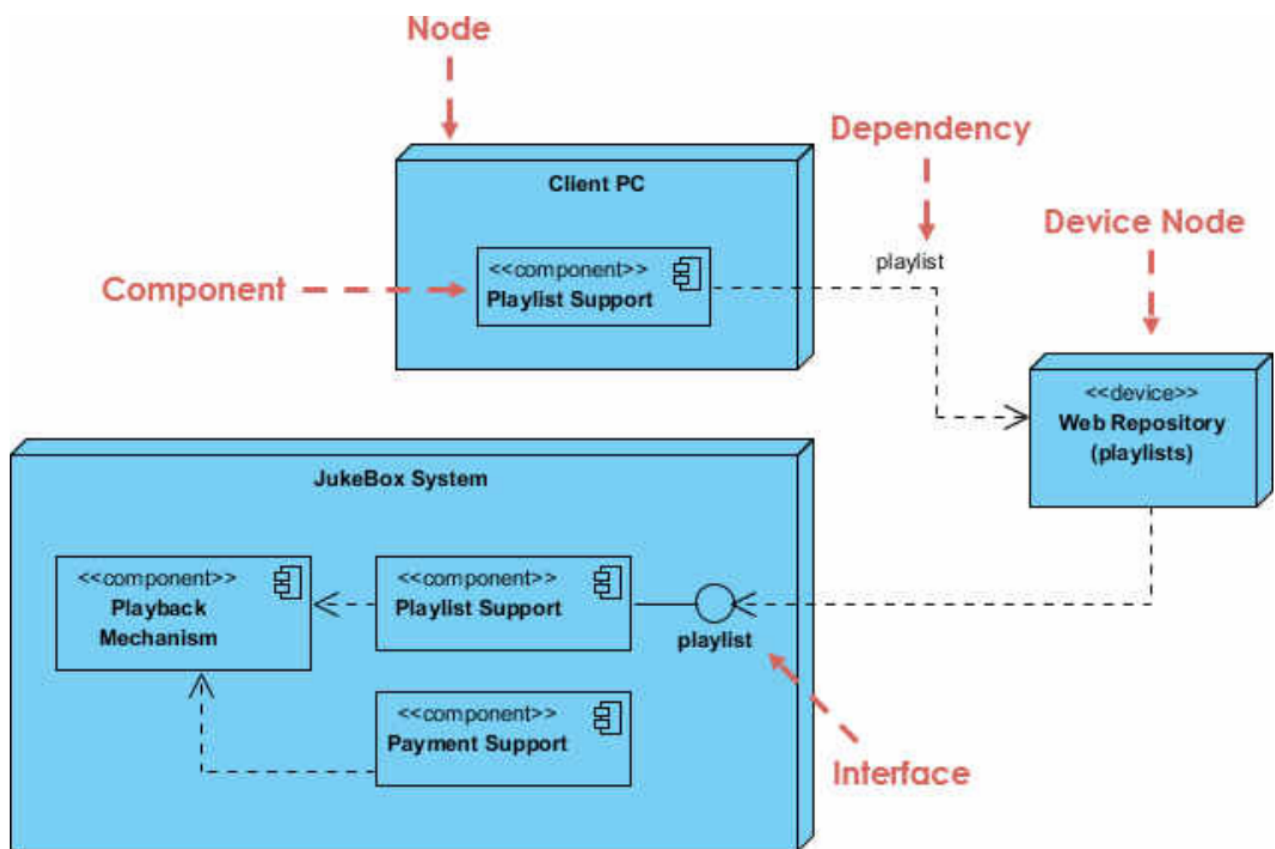 Node
Dependency
Client PC
Device Node
playlist
<<component>>
Playlist Support
Component
<<device>>
Web Repository
(playlists)
JukeBox System
<<component>>
Playback
Mechanism
<<component>>
Playlist Support
playlist
<<component>>
Payment Support
Interface